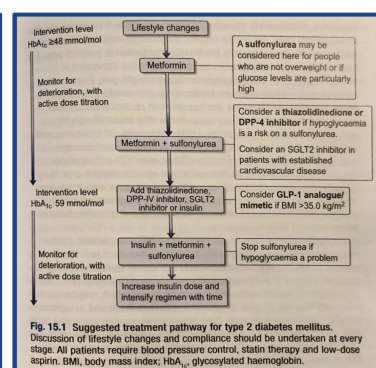 Intervention level
HbA1c ≥48 mmol/mol
Lifestyle changes
Metformin
A sulfonylurea may be
considered here for people
who are not overweight or if
glucose levels are particularly
high
Monitor for
deterioration, with
active dose titration
Consider a thiazolidinedione or
DPP-4 inhibitor if hypoglycaemia
is a risk on a sulfonylurea.
Consider an SGLT2 inhibitor in
patients with established
cardiovascular disease
Metformin + sulfonylurea
Intervention level
HbA1c 59 mmol/mol
Add thiazolidinedione,
DPP-IV inhibitor, SGLT2
inhibitor or insulin
Consider GLP-1 analogue/
mimetic if BMI >35.0 kg/m²
Insulin + metformin +
sulfonylurea
Stop sulfonylurea if
hypoglycaemia a problem
Monitor for
deterioration, with
active dose titration
Increase insulin dose and
intensify regimen with time
Fig. 15.1 Suggested treatment pathway for type 2 diabetes mellitus.
Discussion of lifestyle changes and compliance should be undertaken at every
stage. All patients require blood pressure control, statin therapy and low-dose
aspirin. BMI, body mass index; HbA1c, glycosylated haemoglobin.